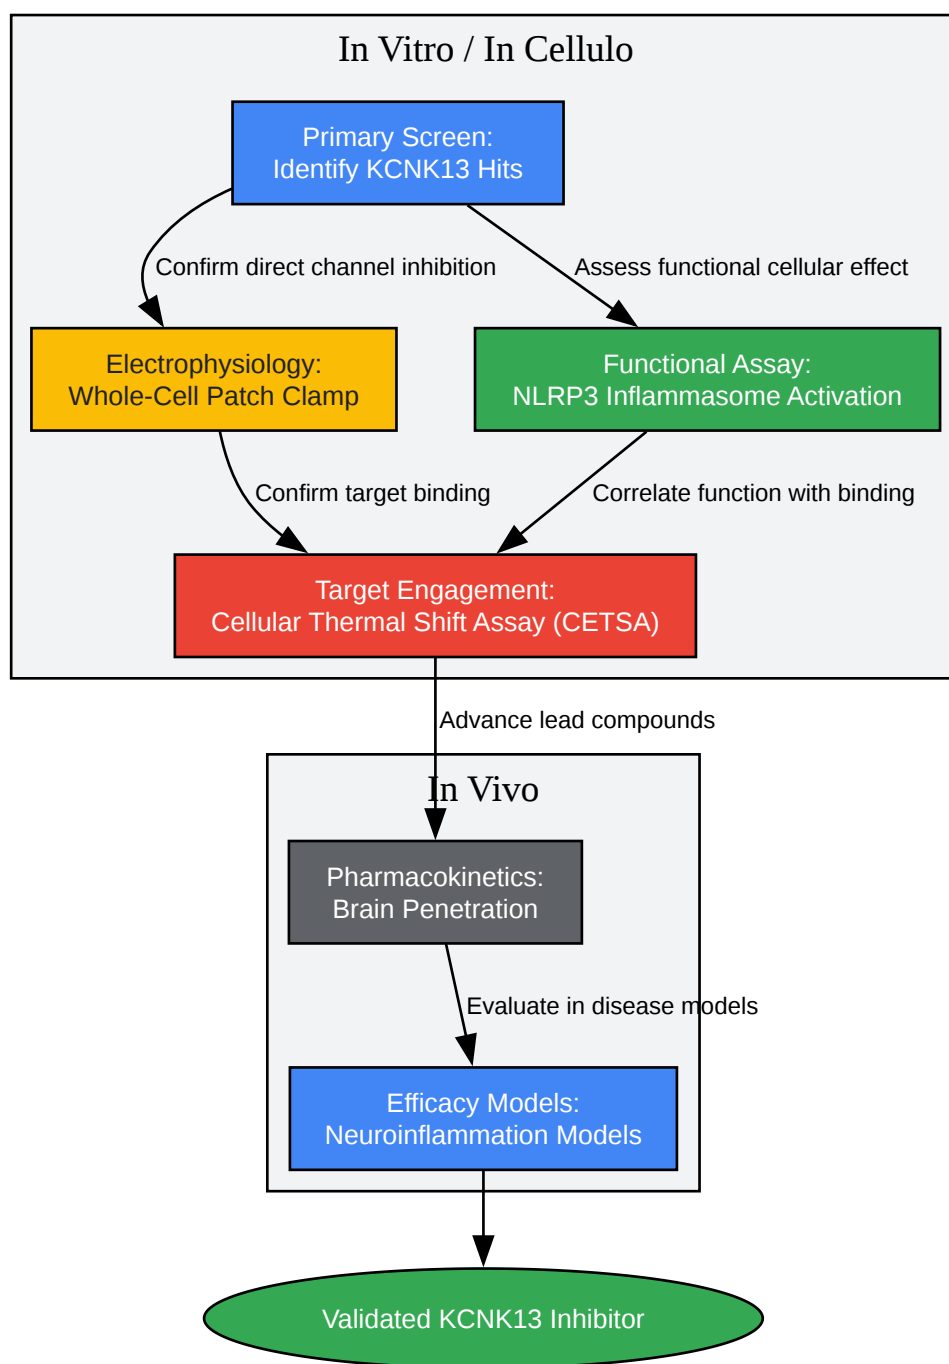 In Vitro / In Cellulo
Primary Screen:
Identify KCNK13 Hits
Confirm direct channel inhibition
Assess functional cellular effect
Electrophysiology:
Whole-Cell Patch Clamp
Functional Assay:
NLRP3 Inflammasome Activation
Confirm target binding
Correlate function with binding
Target Engagement:
Cellular Thermal Shift Assay (CETSA)
Advance lead compounds
In Vivo
Pharmacokinetics:
Brain Penetration
Evaluate in disease models
Efficacy Models:
Neuroinflammation Models
Validated KCNK13 Inhibitor